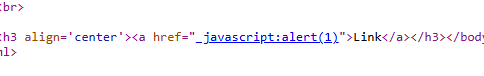 <br>
h3 align='center'><a href="_javascript:alert(1)">Link</a></h3></body
ml>